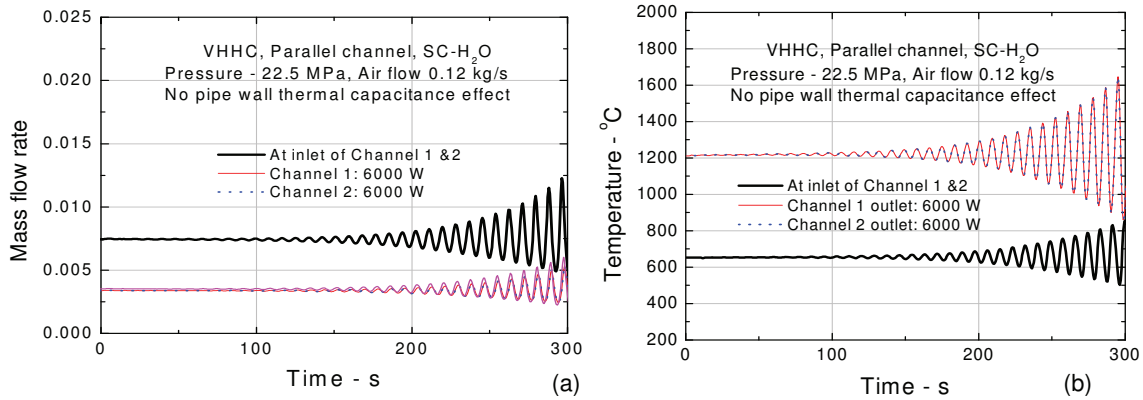 0.025
0.020
0.015
0.010
0.005
0.000
Mass flow rate
VHHC, Parallel channel, SC-H₂O
Pressure - 22.5 MPa, Air flow 0.12 kg/s
No pipe wall thermal capacitance effect
At inlet of Channel 1 &2
Channel 1: 6000 W
Channel 2: 6000 W
0 100 200 300
Time - s
(a)
2000
1800
1600
1400
1200
1000
800
600
400
200
Temperature - °C
VHHC, Parallel channel, SC-H₂O
Pressure - 22.5 MPa, Air flow 0.12 kg/s
No pipe wall thermal capacitance effect
At inlet of Channel 1 &2
Channel 1 outlet: 6000 W
Channel 2 outlet: 6000 W
0 100 200 300
Time - s
(b)